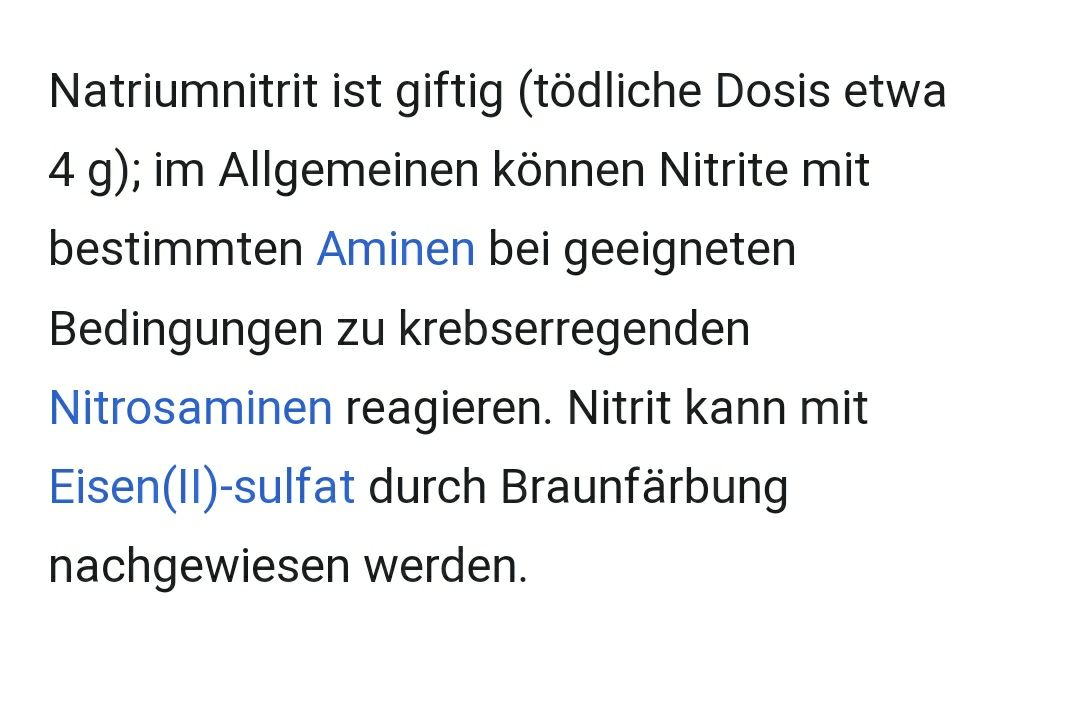 Natriumnitrit ist giftig (tödliche Dosis etwa
4 g); im Allgemeinen können Nitrite mit
bestimmten Aminen bei geeigneten
Bedingungen zu krebserregenden
Nitrosaminen reagieren. Nitrit kann mit
Eisen(II)-sulfat durch Braunfärbung
nachgewiesen werden.